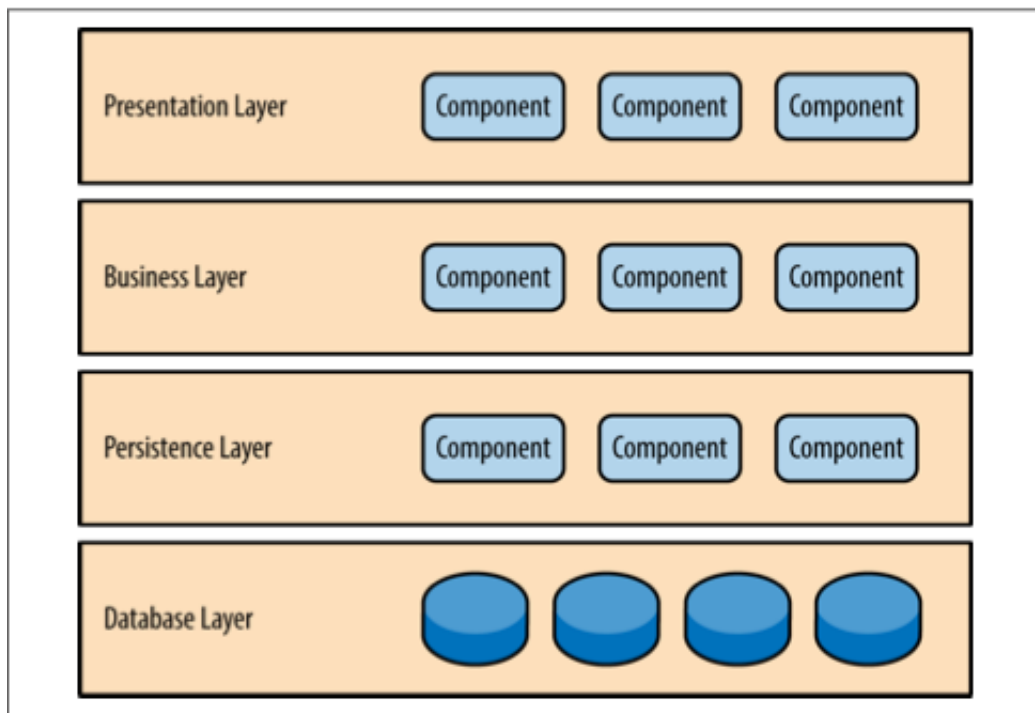 Presentation Layer Component Component Component
Business Layer Component Component Component
Persistence Layer Component Component Component
Database Layer